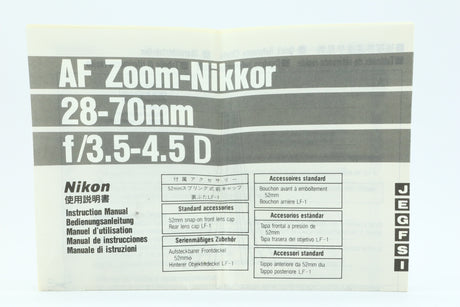 AF Zoom-Nikkor
28-70mm
f/3.5-4.5 D
Nikon
使用説明書
Instruction Manual
Bedienungsanleitung
Manuel d'utilisation
Manual de instrucciones
Manuale di istruzioni
付属アクセサリー
52mmスプリング式前キャップ
裏ぶたLF-1
Standard accessories
52mm snap-on front lens cap
Rear lens cap LF-1
Serienmäßiges Zubehör
Aufsteckbarer Frontdeckel
52mm
Hinterer Objektivdeckel LF-1
Accessoires standard
Bouchon avant à emboîtement
52mm
Bouchon arrière LF-1
Accesorios estándar
Tapa frontal a presión de
52mm
Tapa trasera del objetivo LF-1
Accessori standard
Tappo anteriore da 52mm dia
Tappo posteriore LF-1
J
E
G
F
S
I